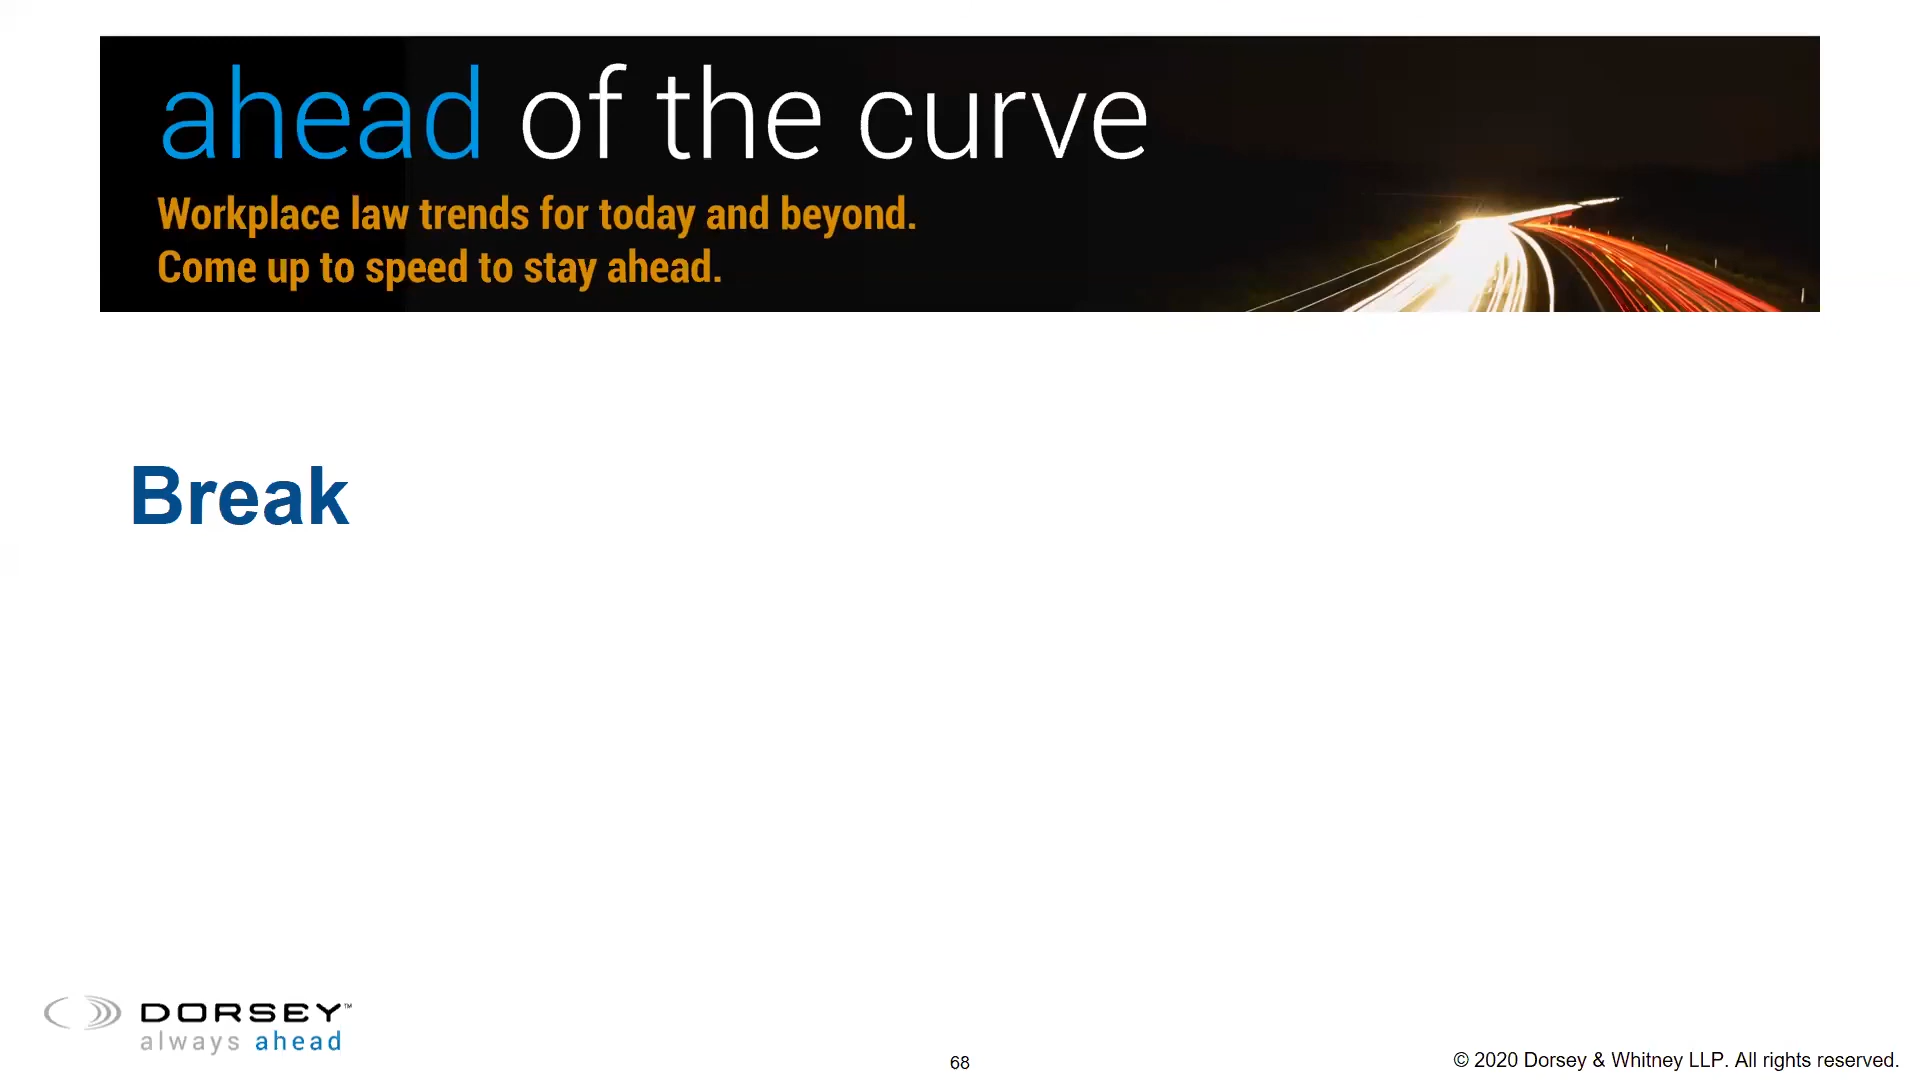 ahead of the curve
Workplace law trends for today and beyond.
Come up to speed to stay ahead.
Break
DORSEY™
always ahead
68
© 2020 Dorsey & Whitney LLP. All rights reserved.